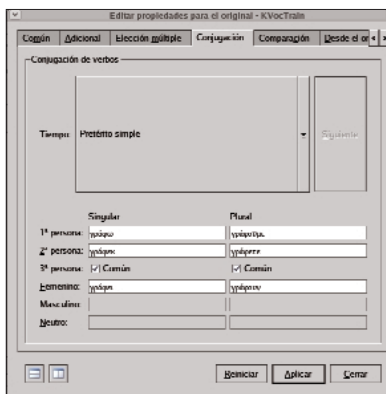 Editar propiedades para el original - KVocTrain
Común Adicional Elección múltiple Conjugación Comparación Desde el or
Conjugación de verbos
Tiempo: Pretérito simple Siguiente
Singular Plural
1ª persona: γράφω γράφουμε
2ª persona: γράφεις γράφετε
3ª persona: Común Común
Femenino: γράφει γράφουν
Masculino:
Neutro:
Reiniciar Aplicar Cerrar